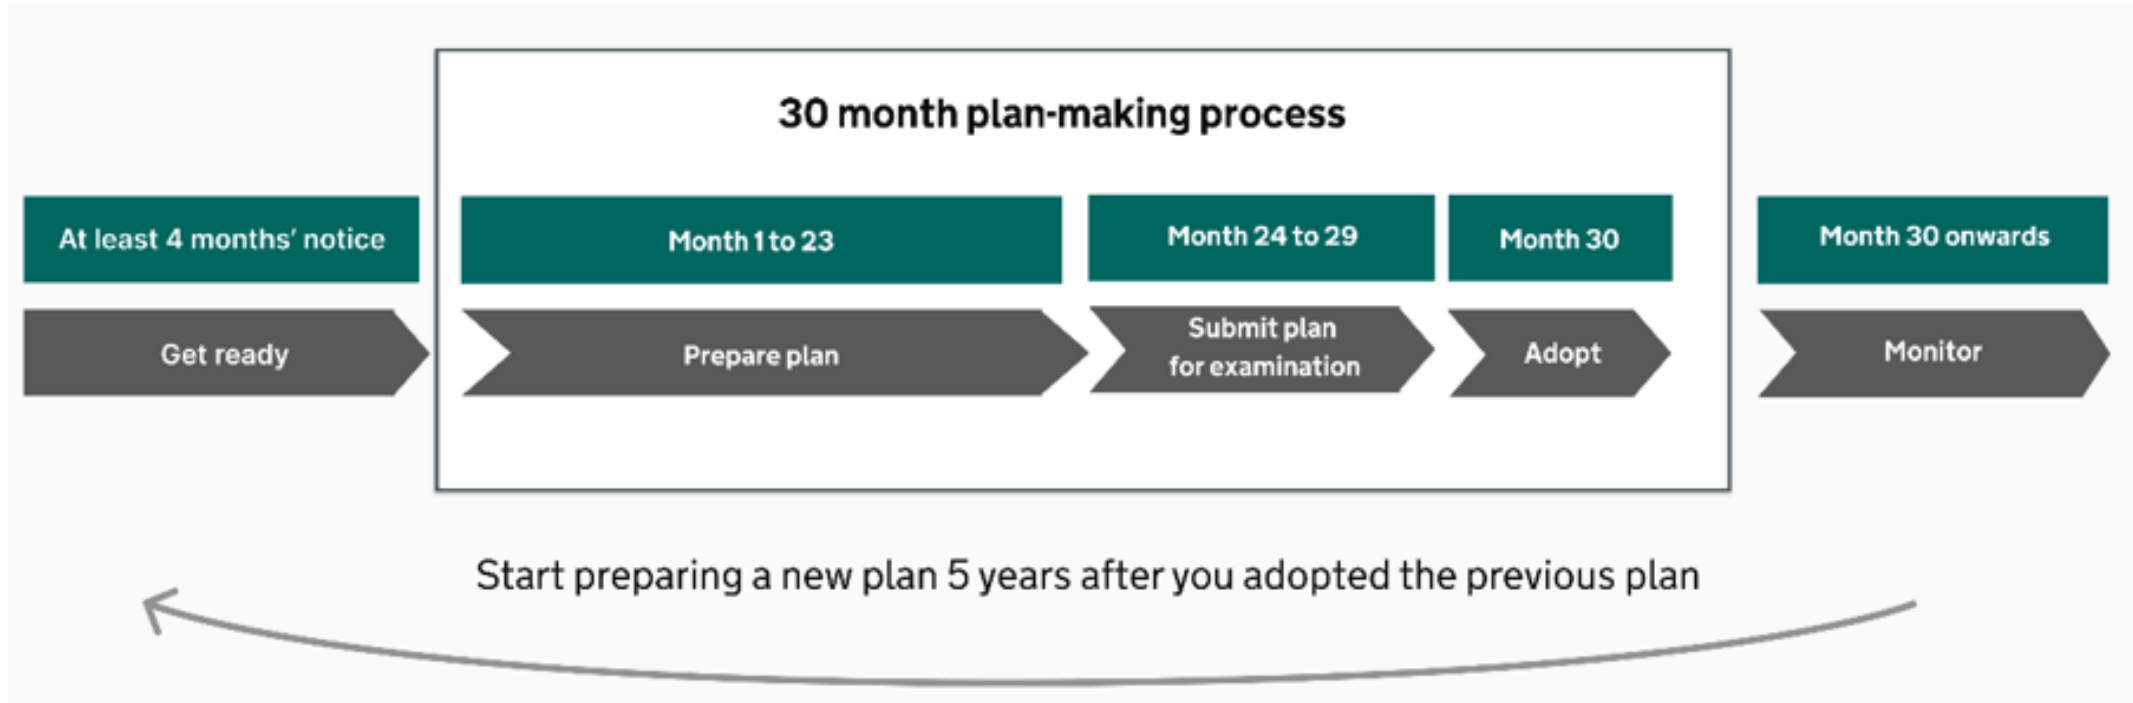 30 month plan-making process
At least 4 months’ notice
Month 1 to 23
Month 24 to 29
Month 30
Month 30 onwards
Get ready
Prepare plan
Submit plan
for examination
Adopt
Monitor
Start preparing a new plan 5 years after you adopted the previous plan